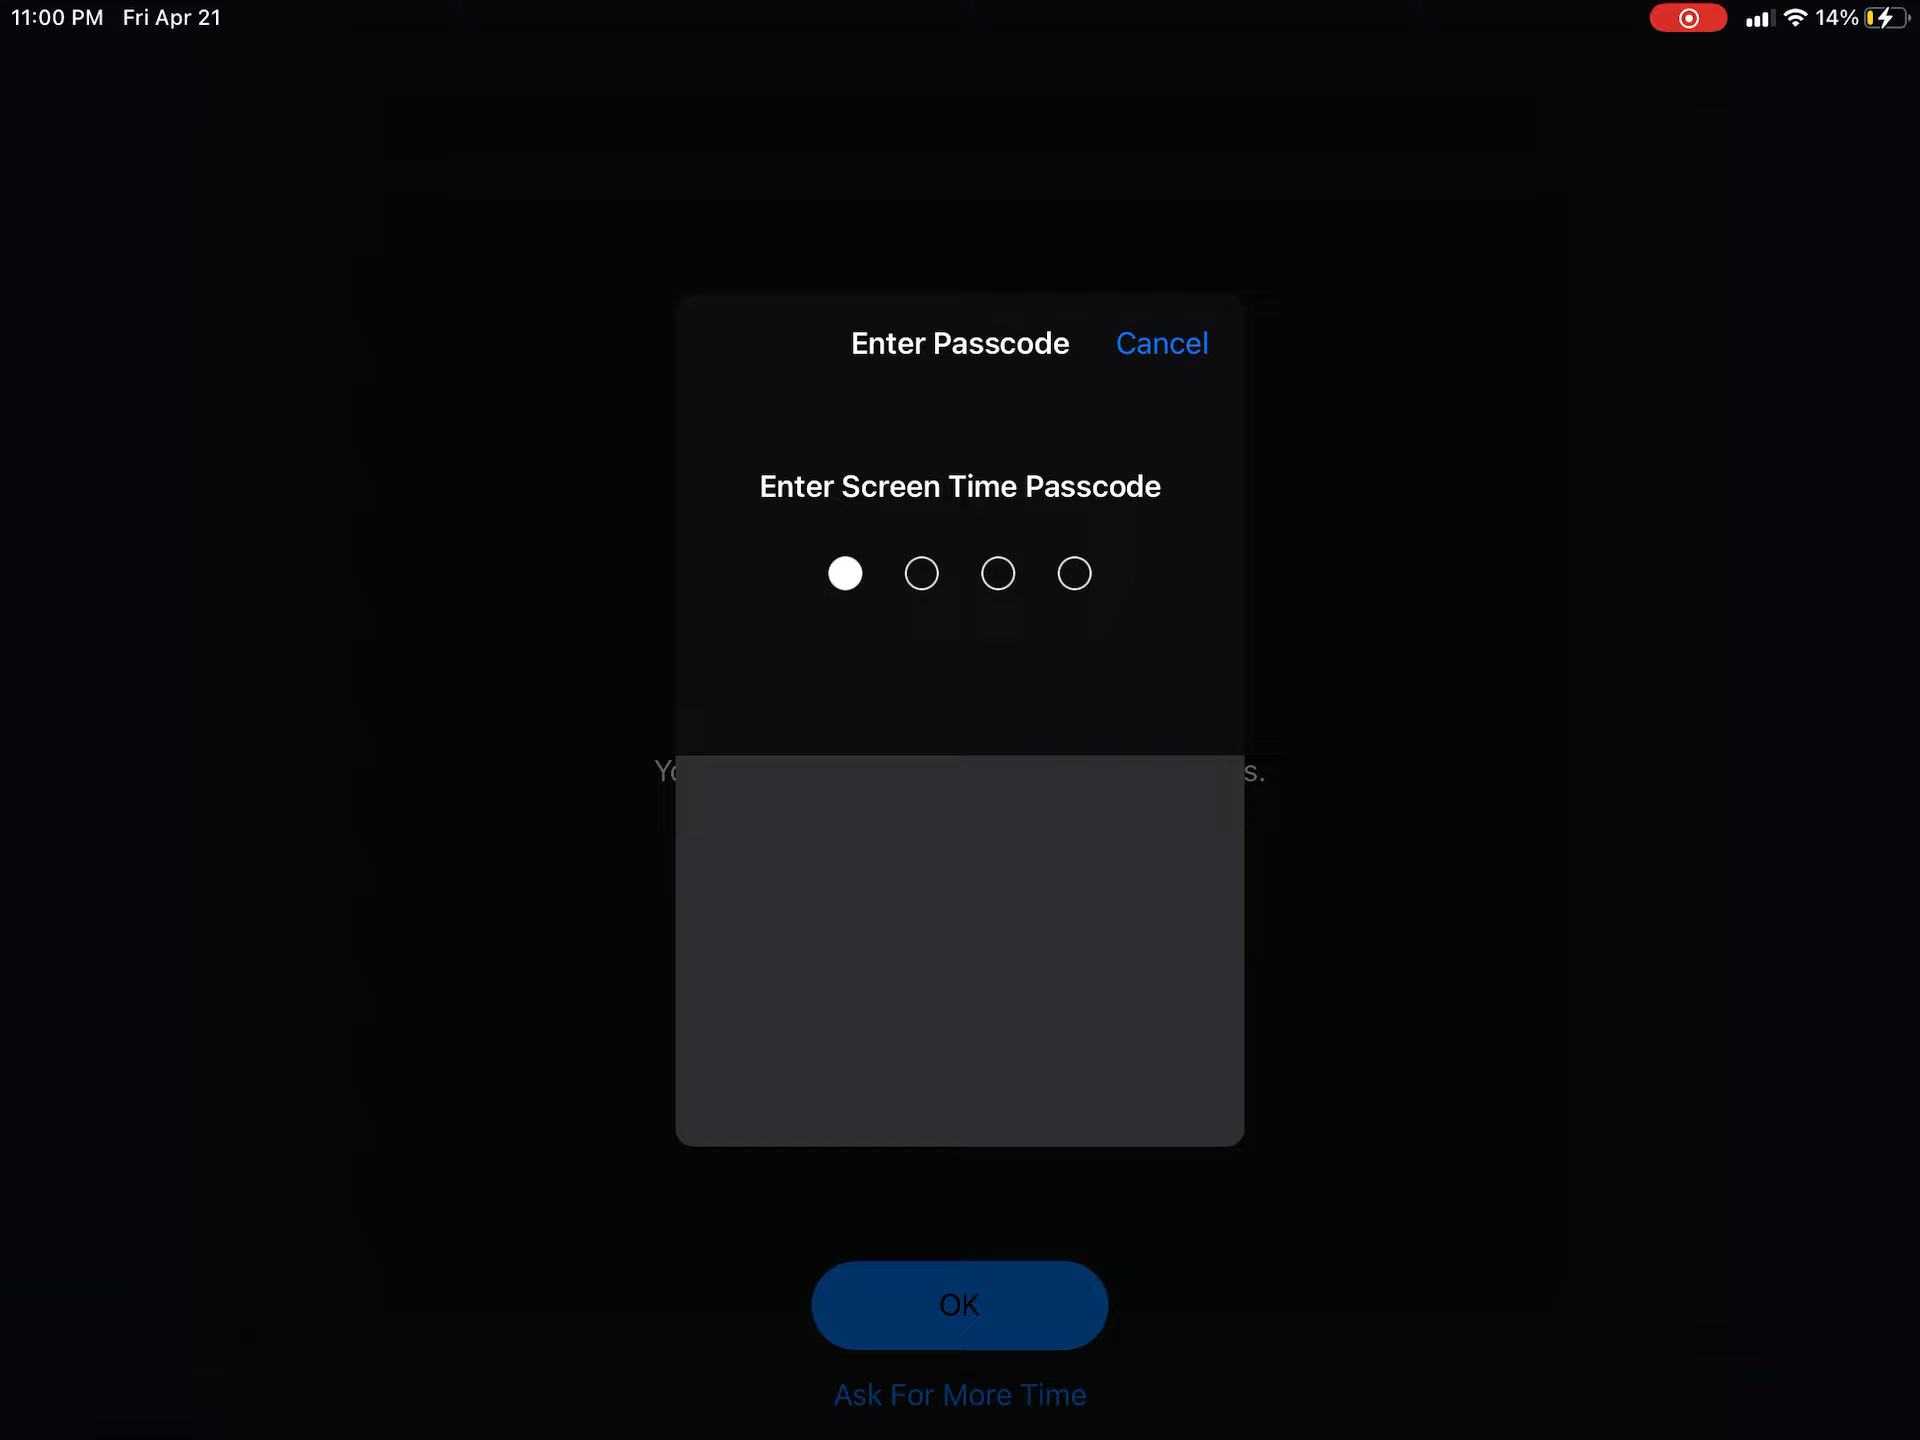 11:00 PM Fri Apr 21
14%
Enter Passcode Cancel
Enter Screen Time Passcode
OK
Ask For More Time